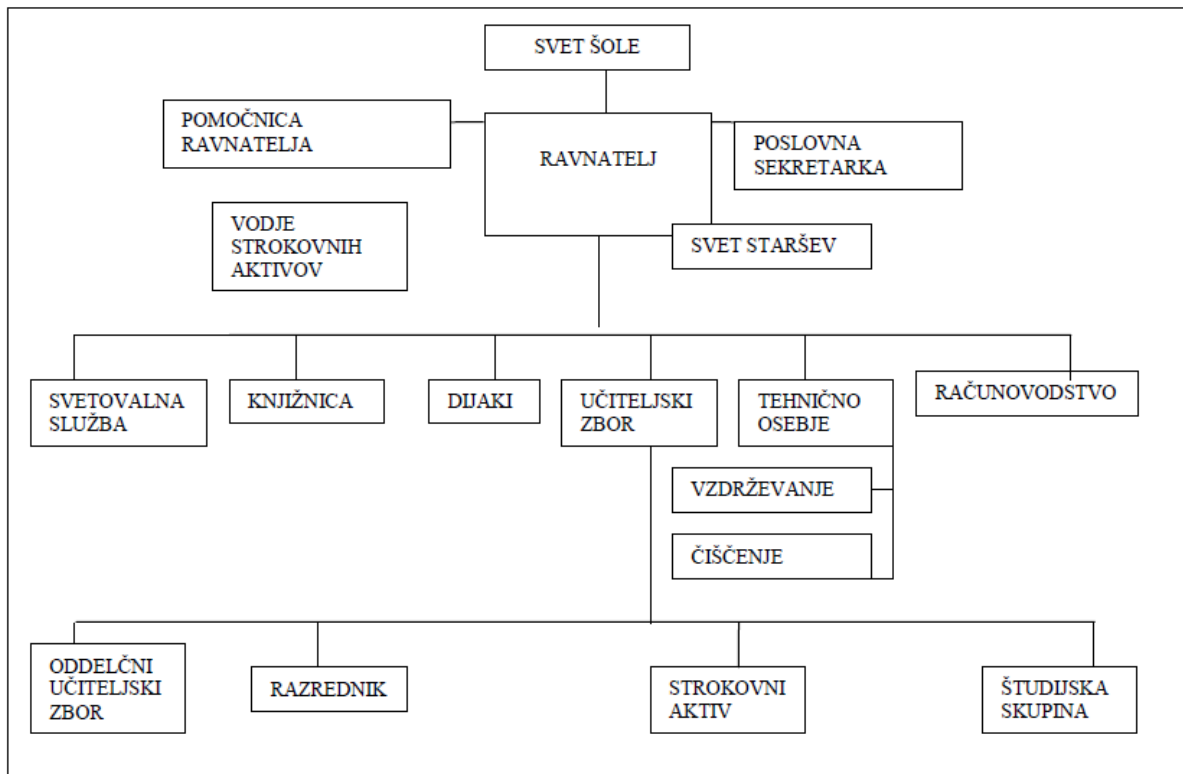 SVET ŠOLE
POMOČNICA
RAVNATELJA
RAVNATELJ
POSLOVNA
SEKRETARKA
VODJE
STROKOVNIH
AKTIVOV
SVET STARŠEV
SVETOVALNA
SLUŽBA
KNJIŽNICA
DIJAKI
UČITELJSKI
ZBOR
TEHNIČNO
OSEBJE
RAČUNOVODSTVO
VZDRŽEVANJE
ČIŠČENJE
ODDELČNI
UČITELJSKI
ZBOR
RAZREDNIK
STROKOVNI
AKTIV
ŠTUDIJSKA
SKUPINA